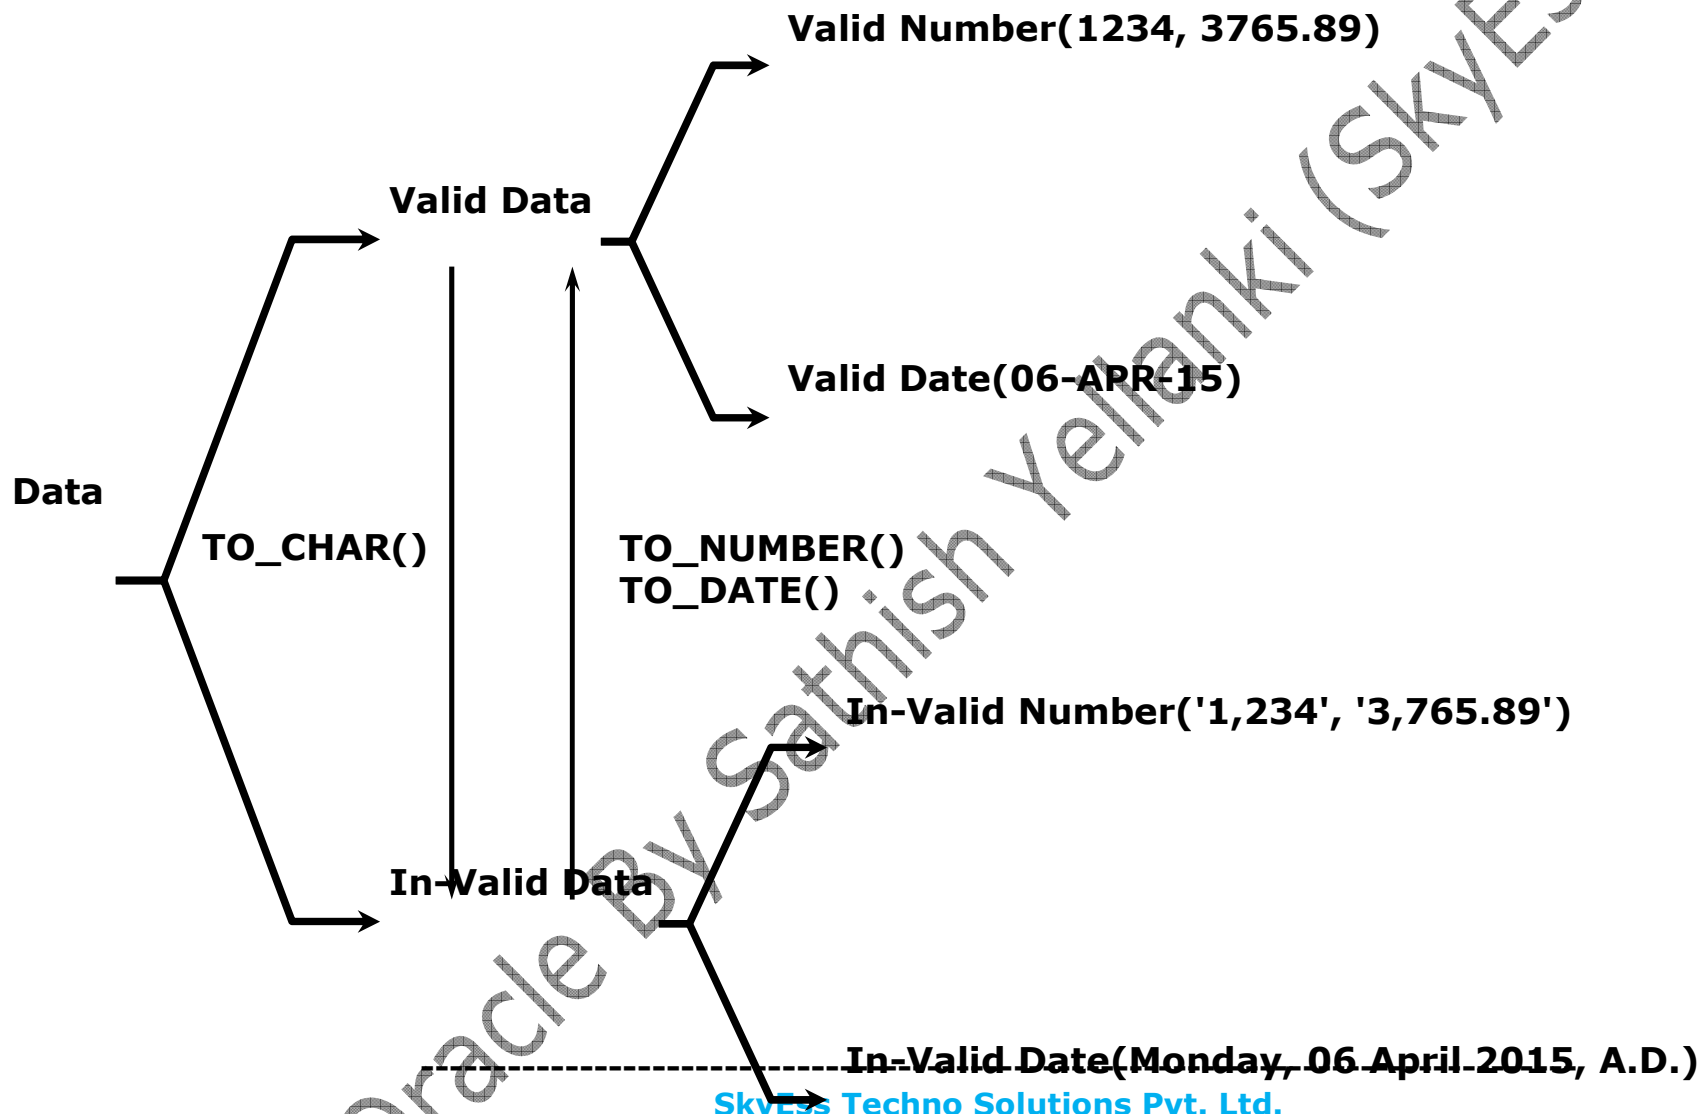 Valid Number(1234, 3765.89)
Valid Data
Valid Date(06-APR-15)
Data
TO_CHAR()
TO_NUMBER()
TO_DATE()
In-Valid Number('1,234', '3,765.89')
In-Valid Data
In-Valid Date(Monday, 06 April 2015, A.D.)
SkyEss Techno Solutions Pvt. Ltd.
Oracle By Sathish Yellanki (SkyEs